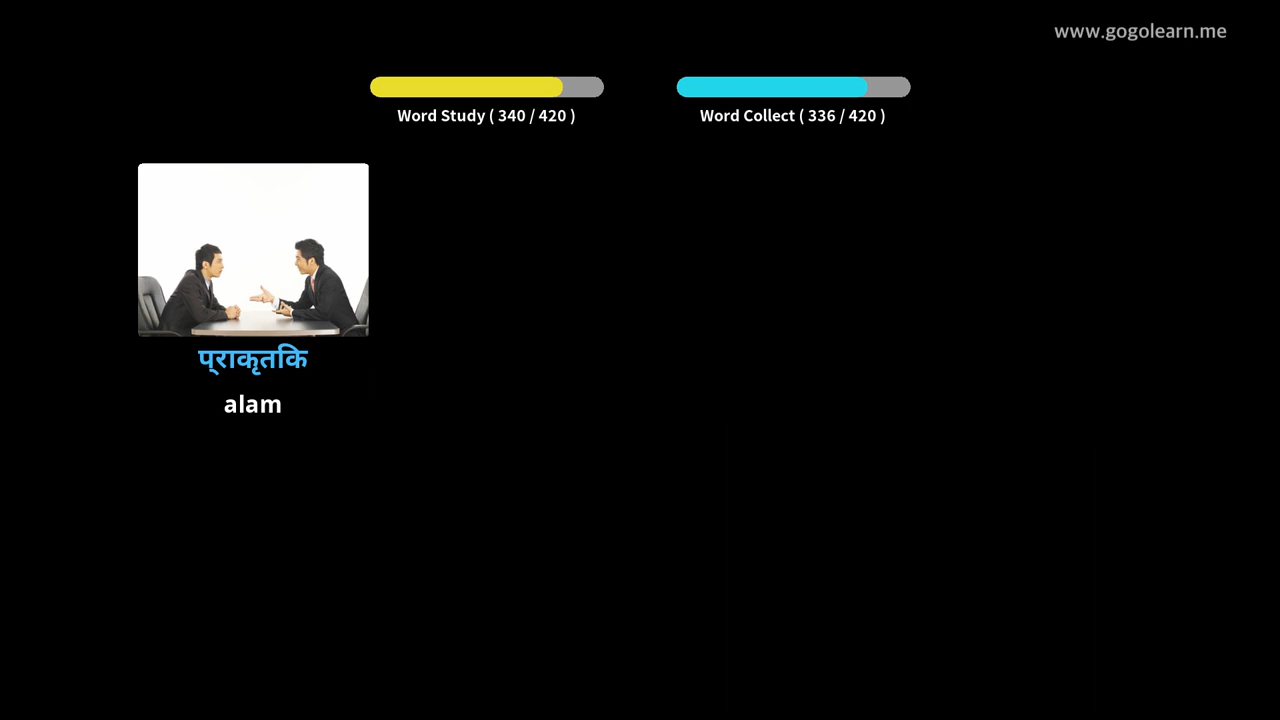 www.gogolearn.me
Word Study ( 340 / 420 )
Word Collect ( 336 / 420 )
प्राकृतकि
alam